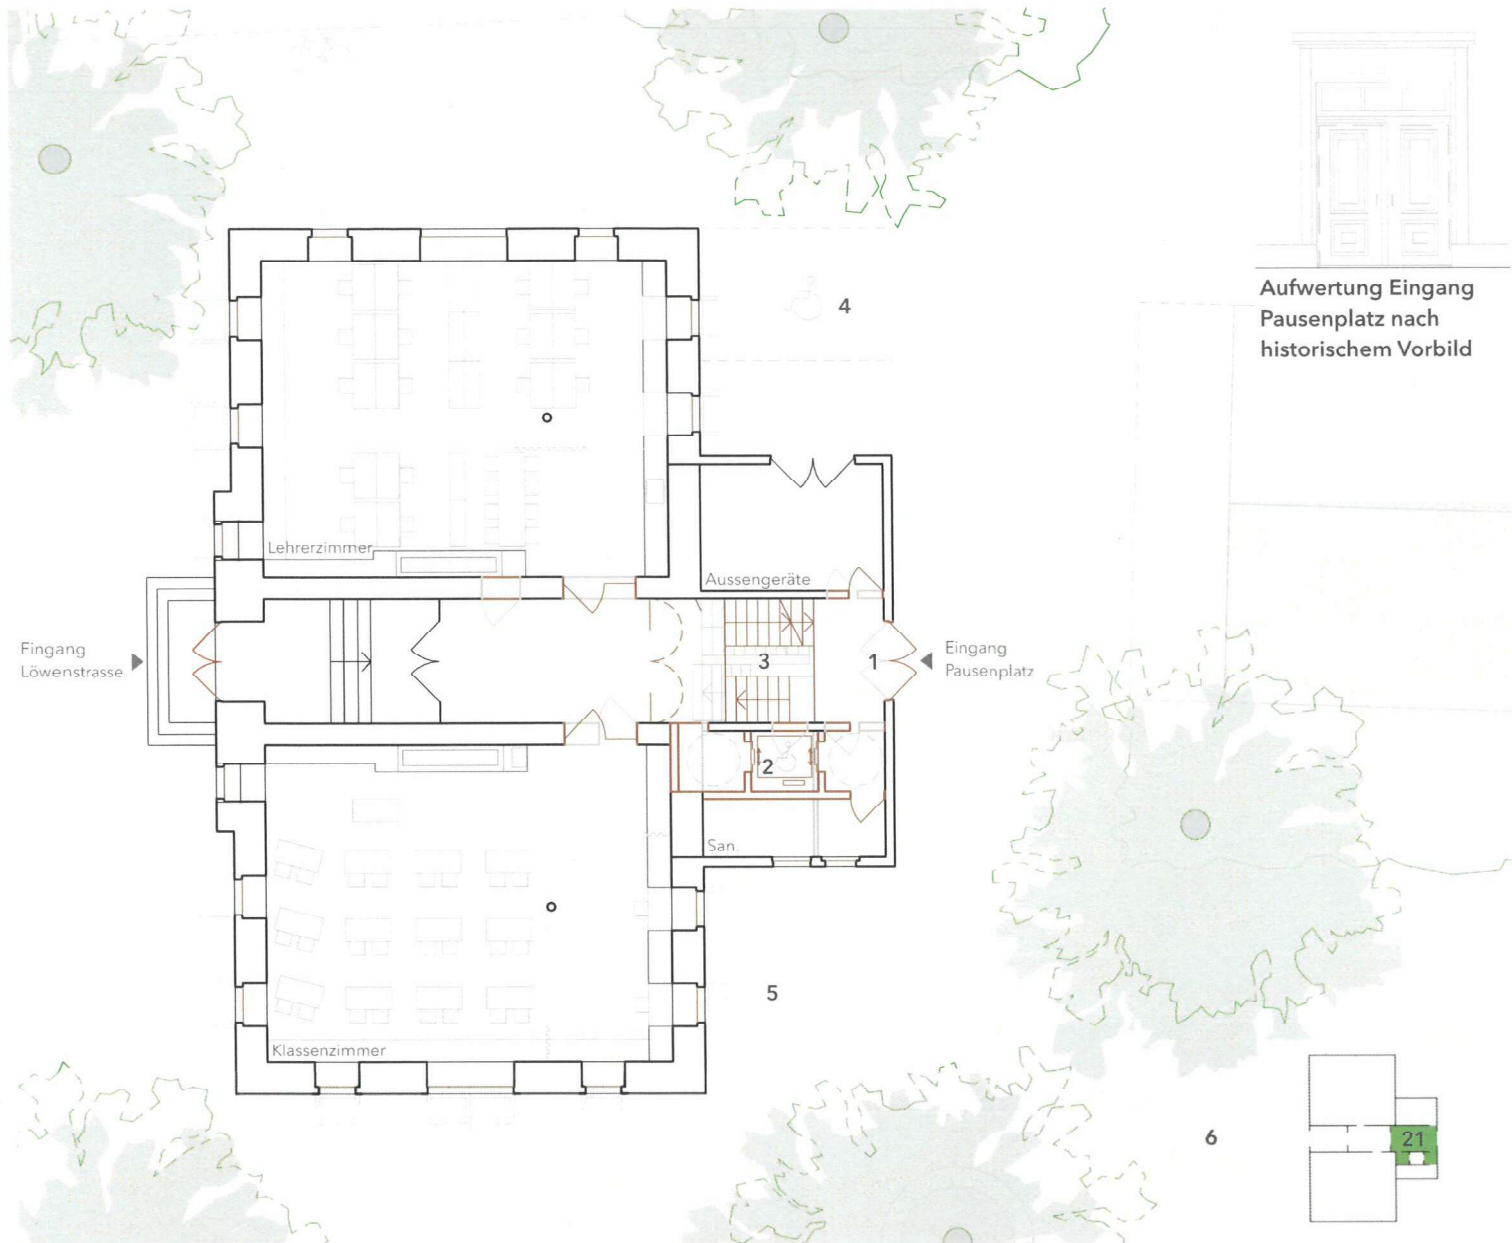 Aufwertung Eingang
Pausenplatz nach
historischem Vorbild
4
Lehrerzimmer
Aussengeräte
Eingang
Löwenstrasse
3
1
Eingang
Pausenplatz
2
San.
5
Klassenzimmer
6
21